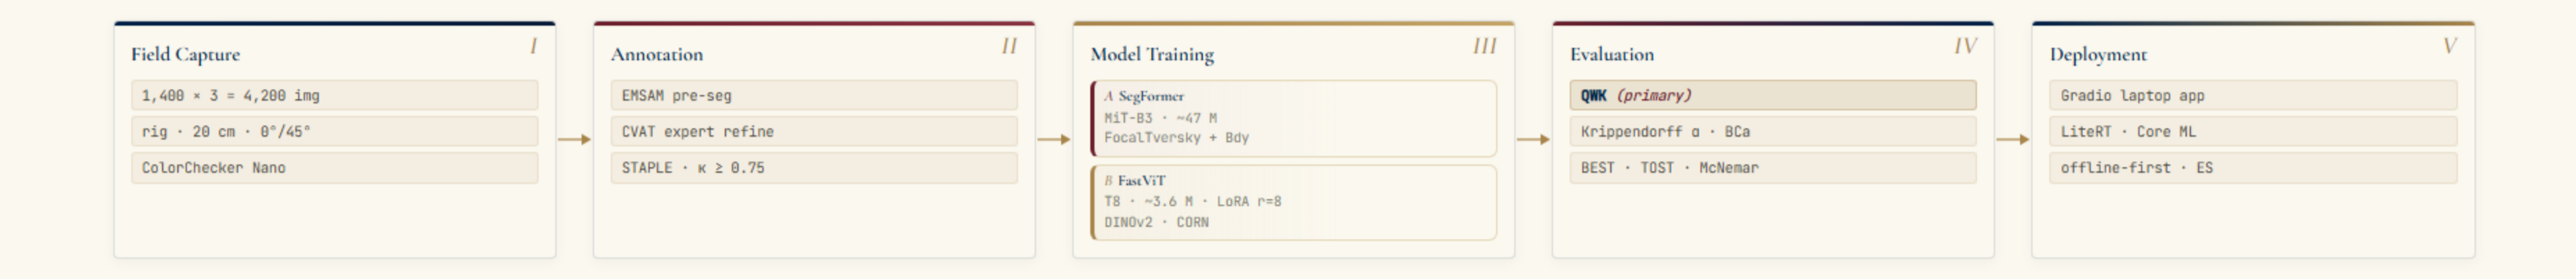 Field Capture
I
1,400 × 3 = 4,200 img
rig · 20 cm · 0°/45°
ColorChecker Nano
Annotation
II
EMSAM pre-seg
CVAT expert refine
STAPLE · κ ≥ 0.75
Model Training
III
A SegFormer
MiT-B3 · ~47 M
FocalTversky + Bdy
B FastViT
T8 · ~3.6 M · LoRA r=8
DINOv2 · CORN
Evaluation
IV
QWK (primary)
Krippendorff α · BCa
BEST · TOST · McNemar
Deployment
V
Gradio laptop app
LiteRT · Core ML
offline-first · ES